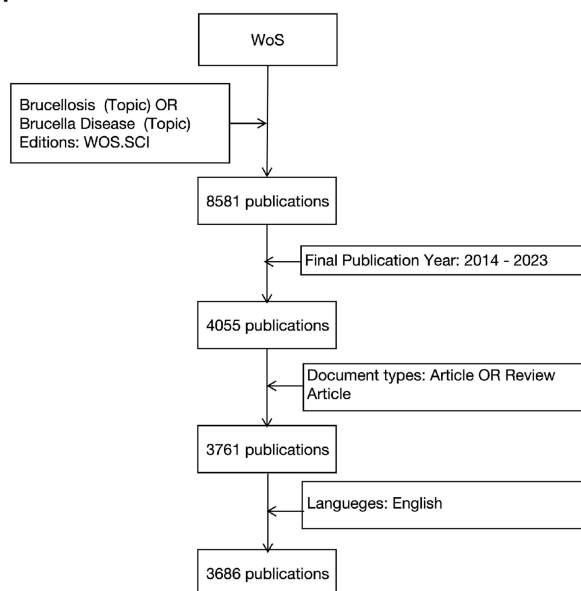 WoS
Brucellosis (Topic) OR
Brucella Disease (Topic)
Editions: WOS.SCI
8581 publications
Final Publication Year: 2014 - 2023
4055 publications
Document types: Article OR Review
Article
3761 publications
Langueges: English
3686 publications